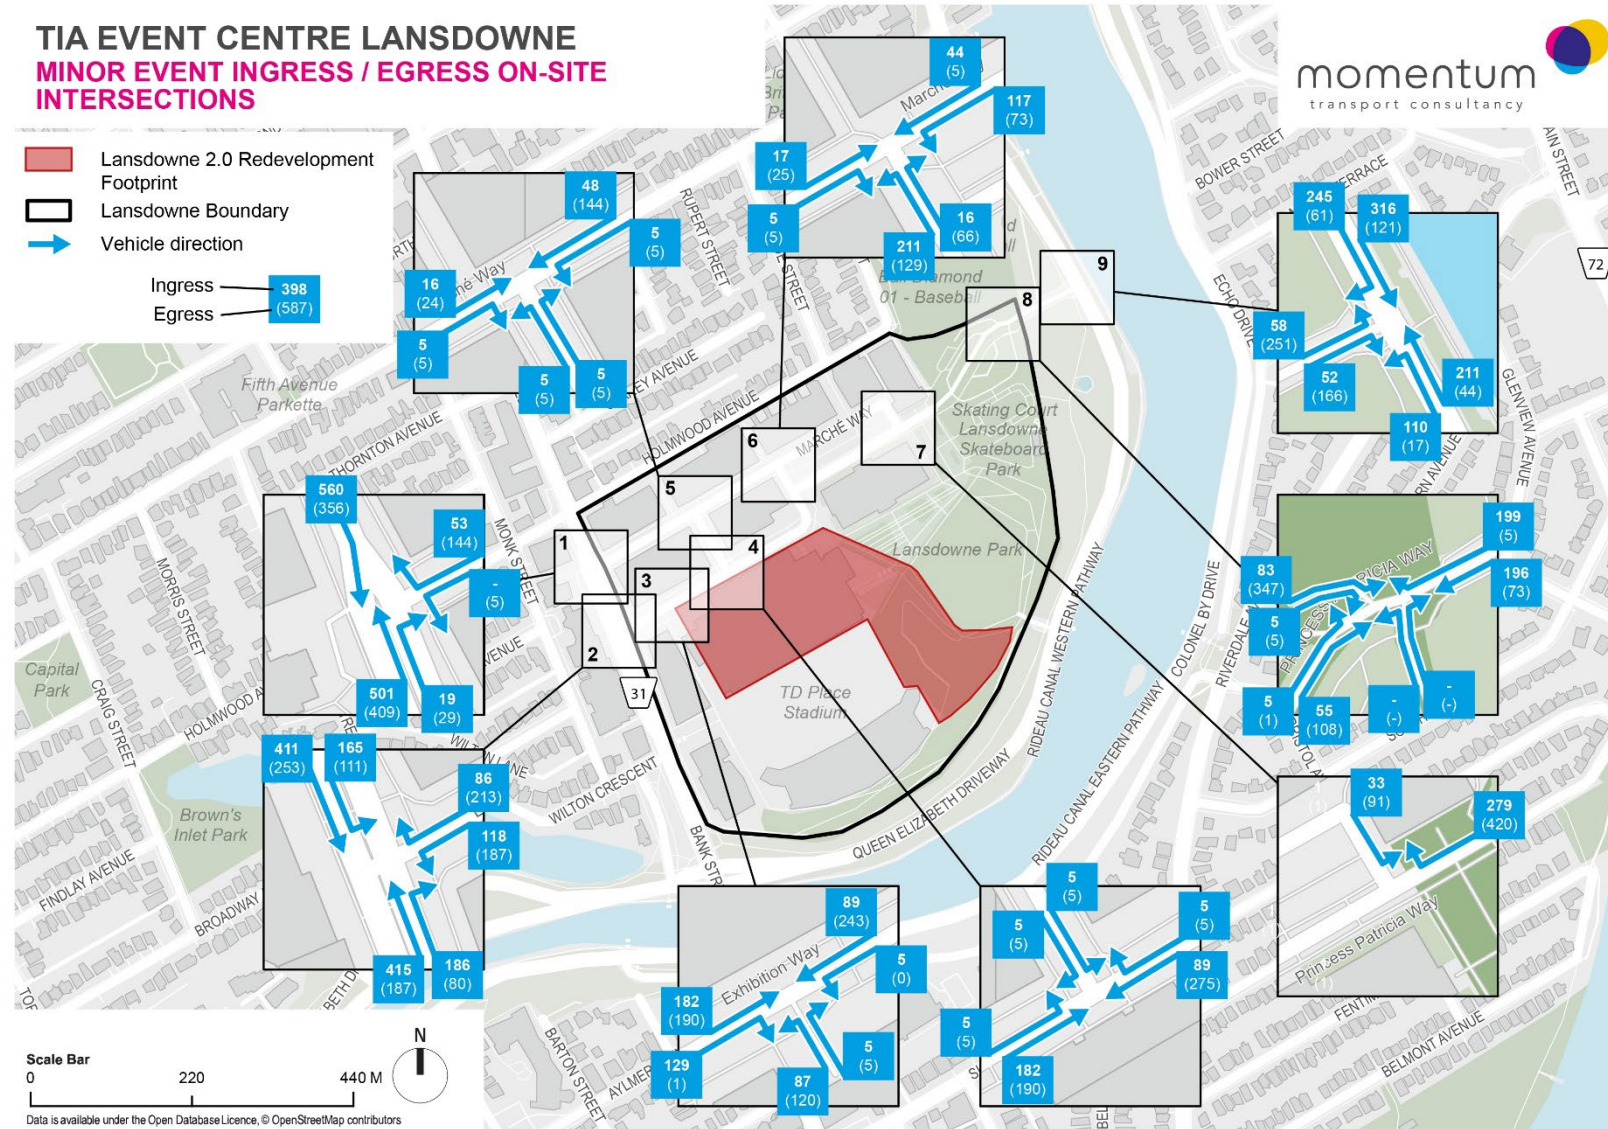 TIA EVENT CENTRE LANSDOWNE
MINOR EVENT INGRESS / EGRESS ON-SITE
INTERSECTIONS
momentum
transport consultancy
Lansdowne 2.0 Redevelopment
Footprint
Lansdowne Boundary
Vehicle direction
Ingress
Egress
398
(587)
48
(144)
5
(5)
16
(24)
5
(5)
5
(5)
5
(5)
44
(5)
117
(73)
17
(25)
5
(5)
16
(66)
211
(129)
245
(61)
316
(121)
58
(251)
52
(166)
211
(44)
110
(17)
560
(356)
53
(144)
-
(5)
501
(409)
19
(29)
199
(5)
196
(73)
83
(347)
5
(5)
5
(1)
55
(108)
-
(-)
-
(-)
411
(253)
165
(111)
86
(213)
118
(187)
415
(187)
186
(80)
33
(91)
279
(420)
89
(243)
5
(0)
182
(190)
129
(1)
87
(120)
5
(5)
5
(5)
5
(5)
5
(5)
89
(275)
5
(5)
182
(190)
1
2
3
4
5
6
7
8
9
31
72
BOWER STREET
RUPERT STREET
ECHO DRIVE
GLENVIEW AVENUE
01 - Baseball
Fifth Avenue
Parkette
THORNTON AVENUE
HOLMWOOD AVENUE
MARCHÉ WAY
Skating Court
Lansdowne
Skateboard
Park
Lansdowne Park
TD Place
Stadium
MONK STREET
MORRIS STREET
CRAIG STREET
Capital
Park
Brown's
Inlet Park
WILTON CRESCENT
FINDLAY AVENUE
BROADWAY
QUEEN ELIZABETH DRIVEWAY
RIDEAU CANAL WESTERN PATHWAY
RIDEAU CANAL EASTERN PATHWAY
COLONEL BY DRIVE
Exhibition Way
Princess Patricia Way
BARTON STREET
BELMONT AVENUE
N
Scale Bar
0 220 440 M
Data is available under the Open Database Licence, © OpenStreetMap contributors